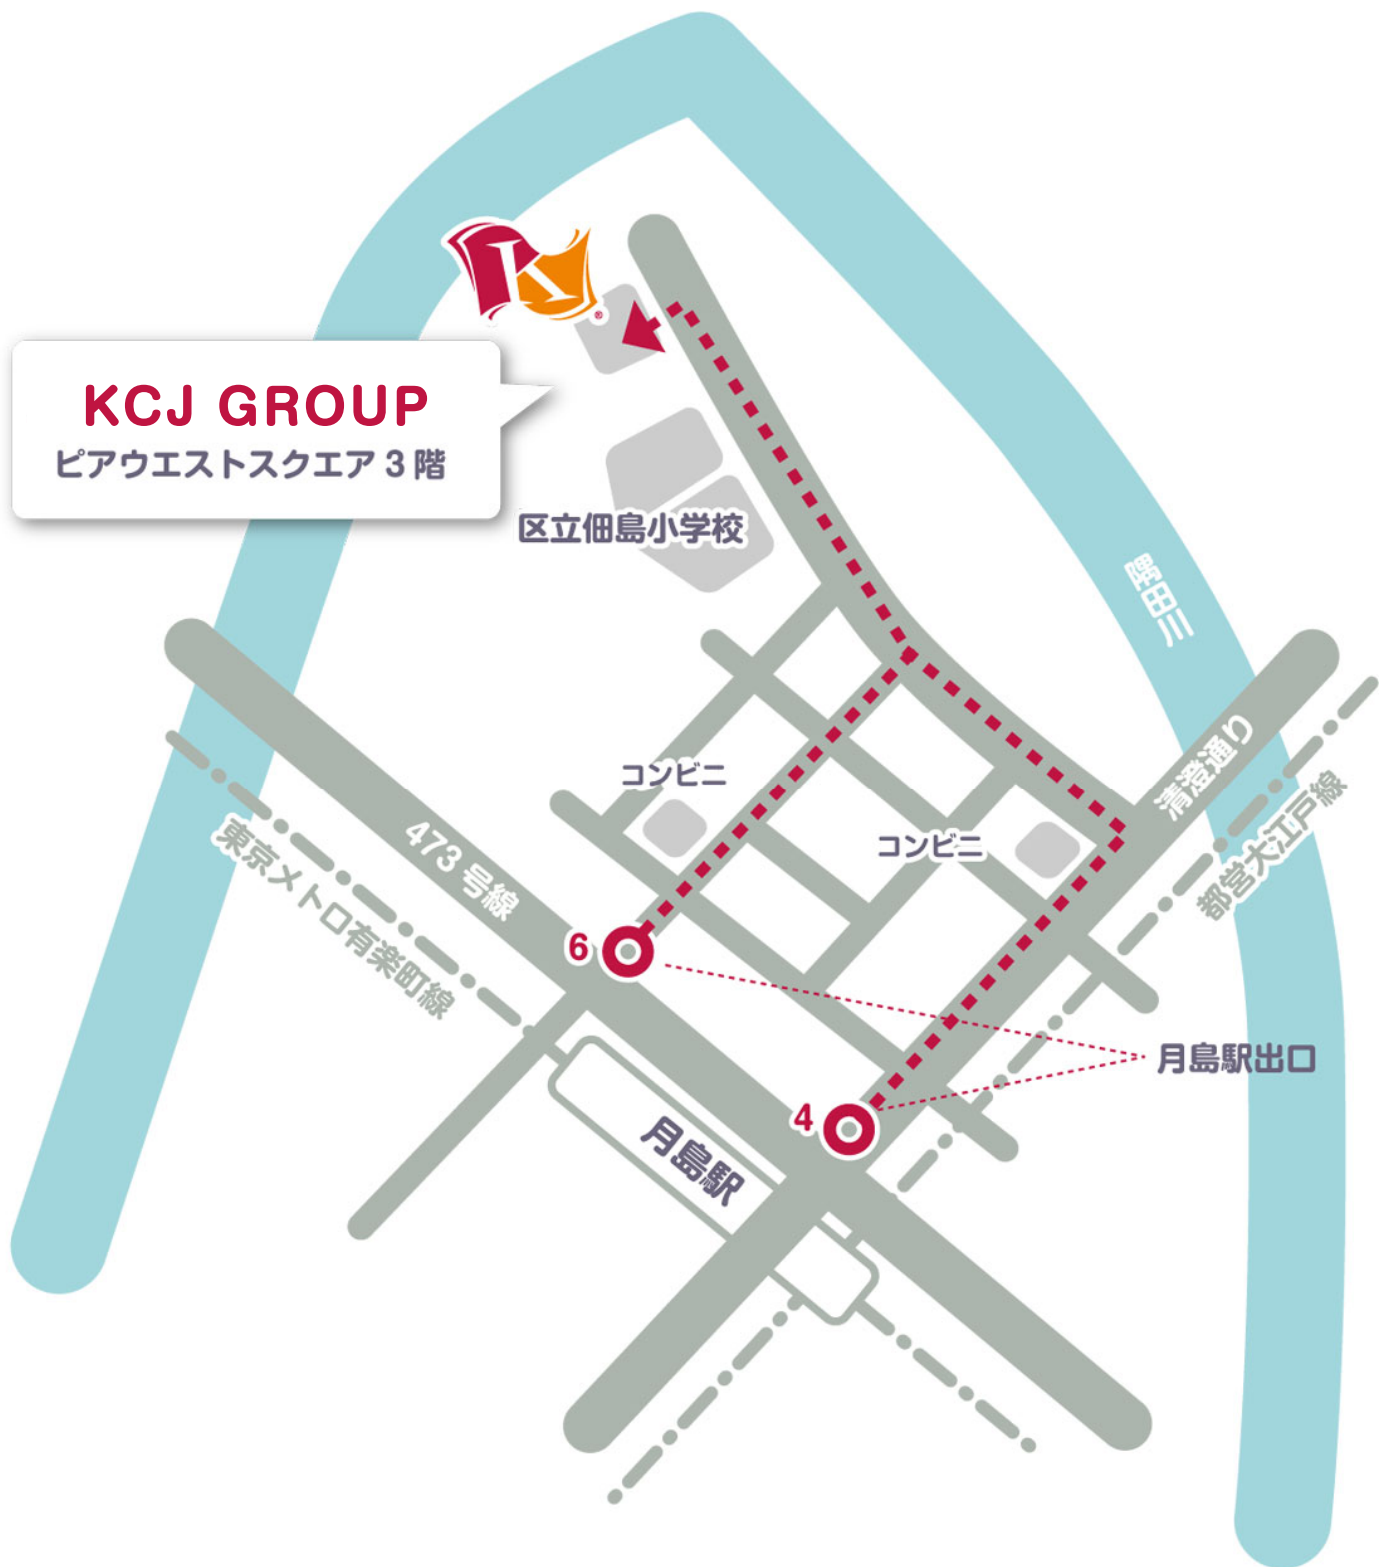 K
®
KCJ GROUP
ピアウエストスクエア3階
区立佃島小学校
隅田川
清澄通り
都営大江戸線
コンビニ
コンビニ
473号線
東京メトロ有楽町線
6
4
月島駅出口
月島駅